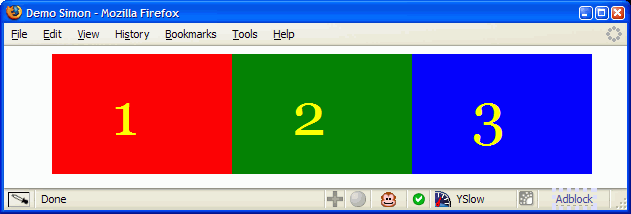 Demo Simon - Mozilla Firefox
File Edit View History Bookmarks Tools Help
1 2 3
Done YSlow Adblock